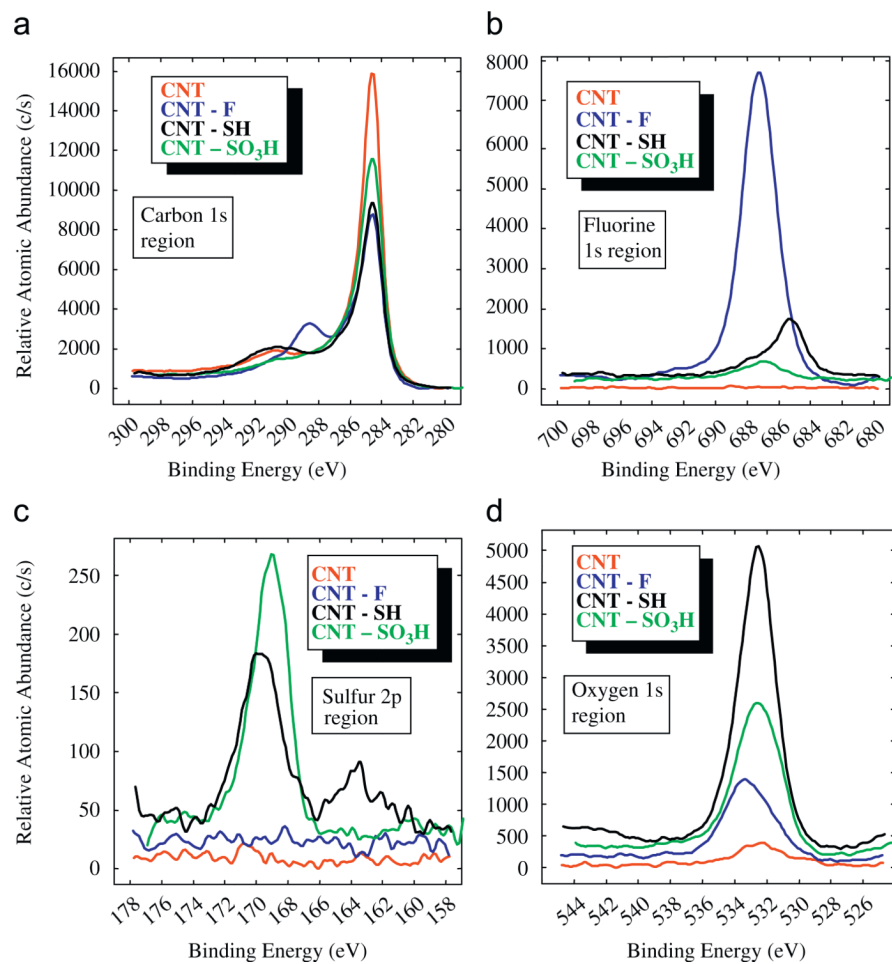 a
Relative Atomic Abundance (c/s)
16000
14000
12000
10000
8000
6000
4000
2000
0
CNT
CNT - F
CNT - SH
CNT – SO3H
Carbon 1s
region
300 298 296 294 292 290 288 286 284 282 280
Binding Energy (eV)
b
8000
7000
6000
5000
4000
3000
2000
1000
0
CNT
CNT - F
CNT - SH
CNT – SO3H
Fluorine
1s region
700 698 696 694 692 690 688 686 684 682 680
Binding Energy (eV)
c
Relative Atomic Abundance (c/s)
250
200
150
100
50
0
CNT
CNT - F
CNT - SH
CNT – SO3H
Sulfur 2p
region
178 176 174 172 170 168 166 164 162 160 158
Binding Energy (eV)
d
5000
4500
4000
3500
3000
2500
2000
1500
1000
500
0
CNT
CNT - F
CNT - SH
CNT – SO3H
Oxygen 1s
region
544 542 540 538 536 534 532 530 528 526
Binding Energy (eV)